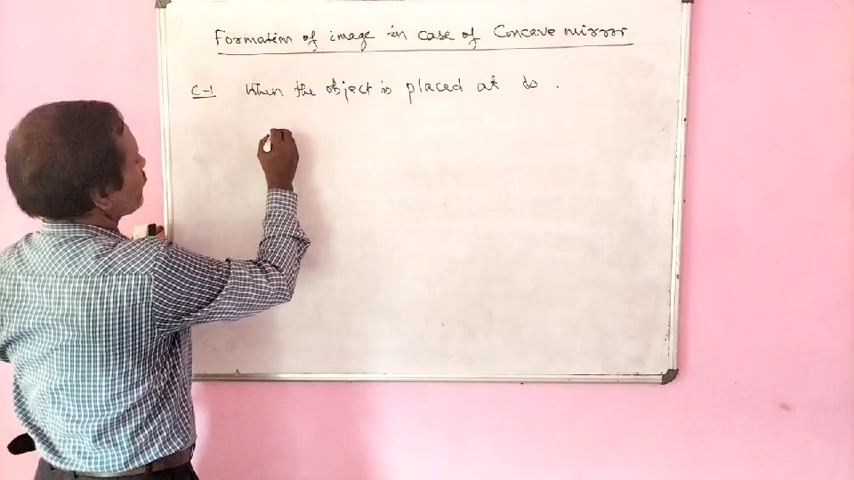 Formation of image in case of Concave mirror
C-1 When the object is placed at ∞ .